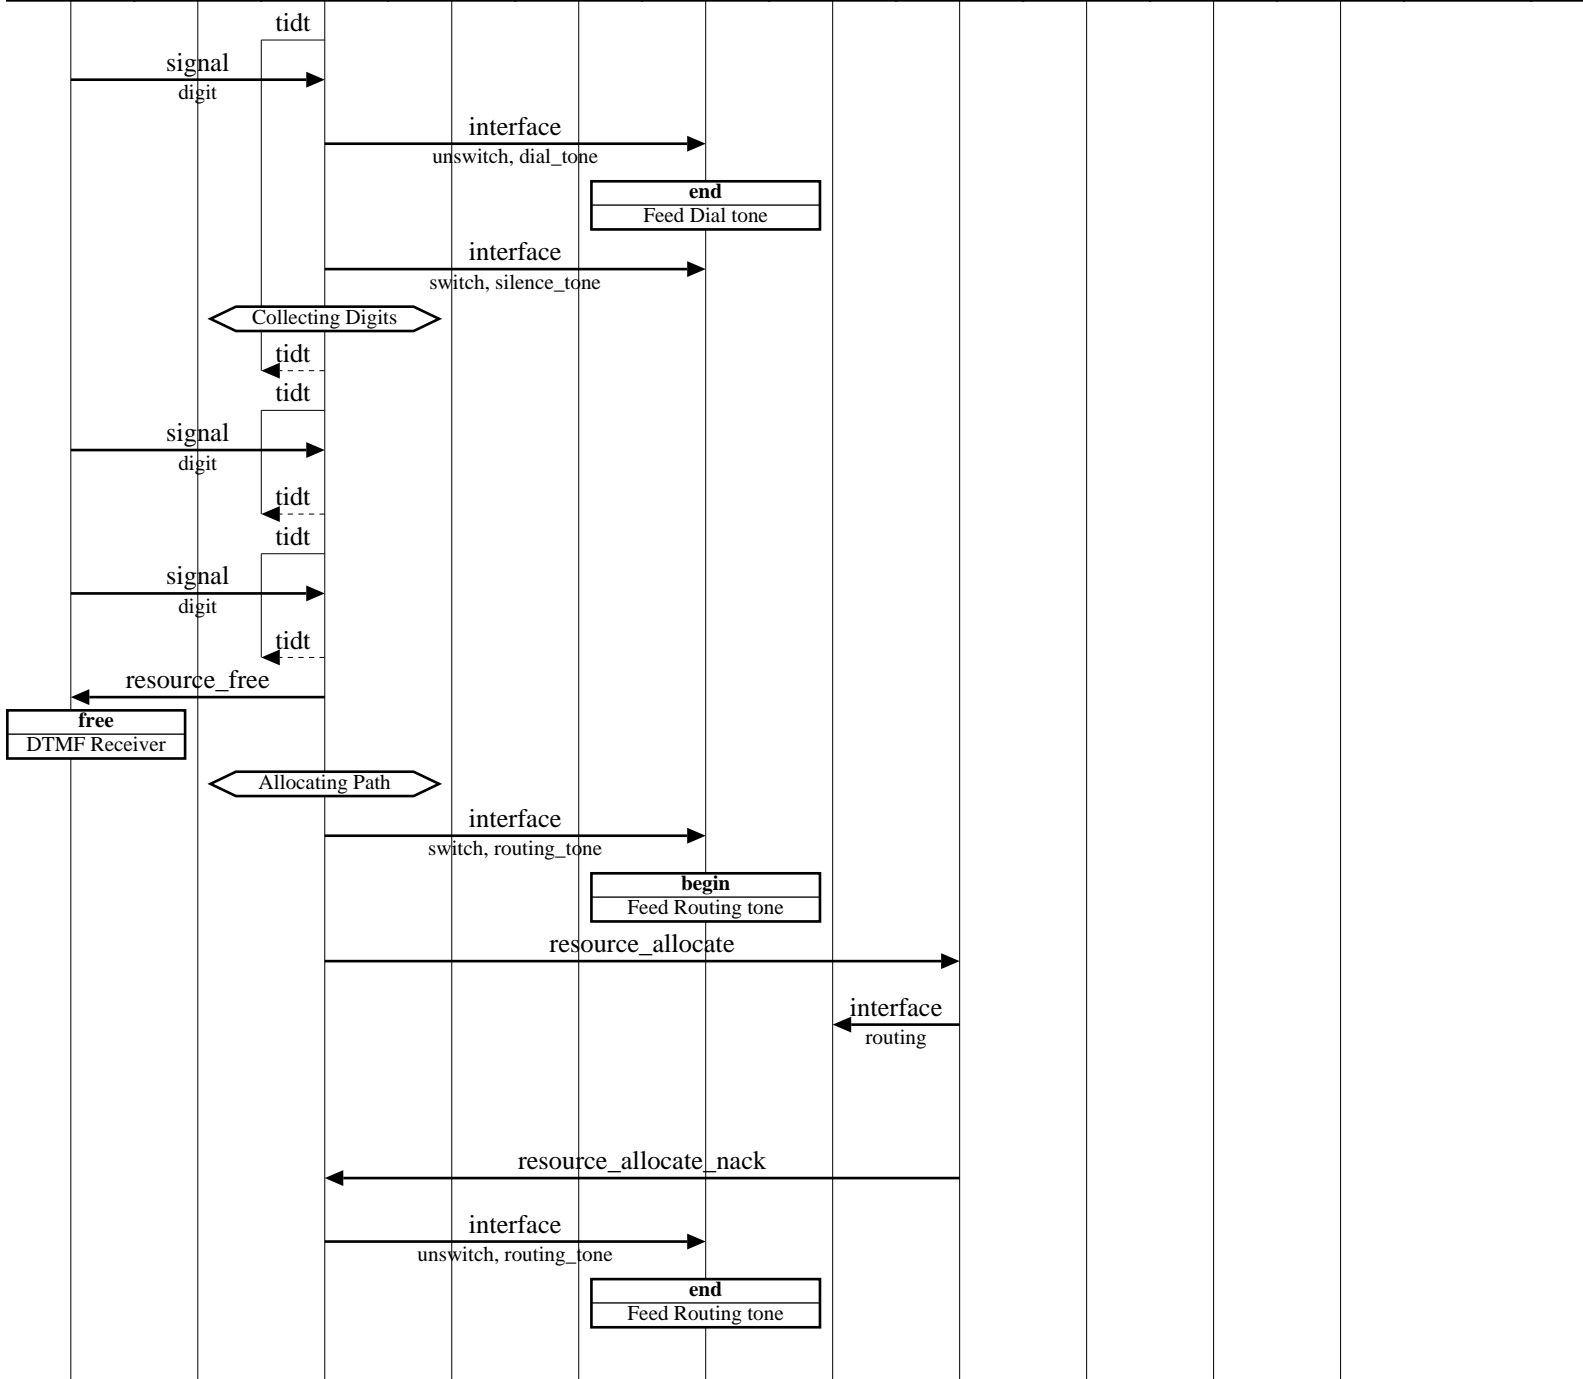 tidt
signal
digit
interface
unswitch, dial_tone
end
Feed Dial tone
interface
switch, silence_tone
Collecting Digits
tidt
tidt
signal
digit
tidt
tidt
signal
digit
tidt
resource_free
free
DTMF Receiver
Allocating Path
interface
switch, routing_tone
begin
Feed Routing tone
resource_allocate
interface
routing
resource_allocate_nack
interface
unswitch, routing_tone
end
Feed Routing tone